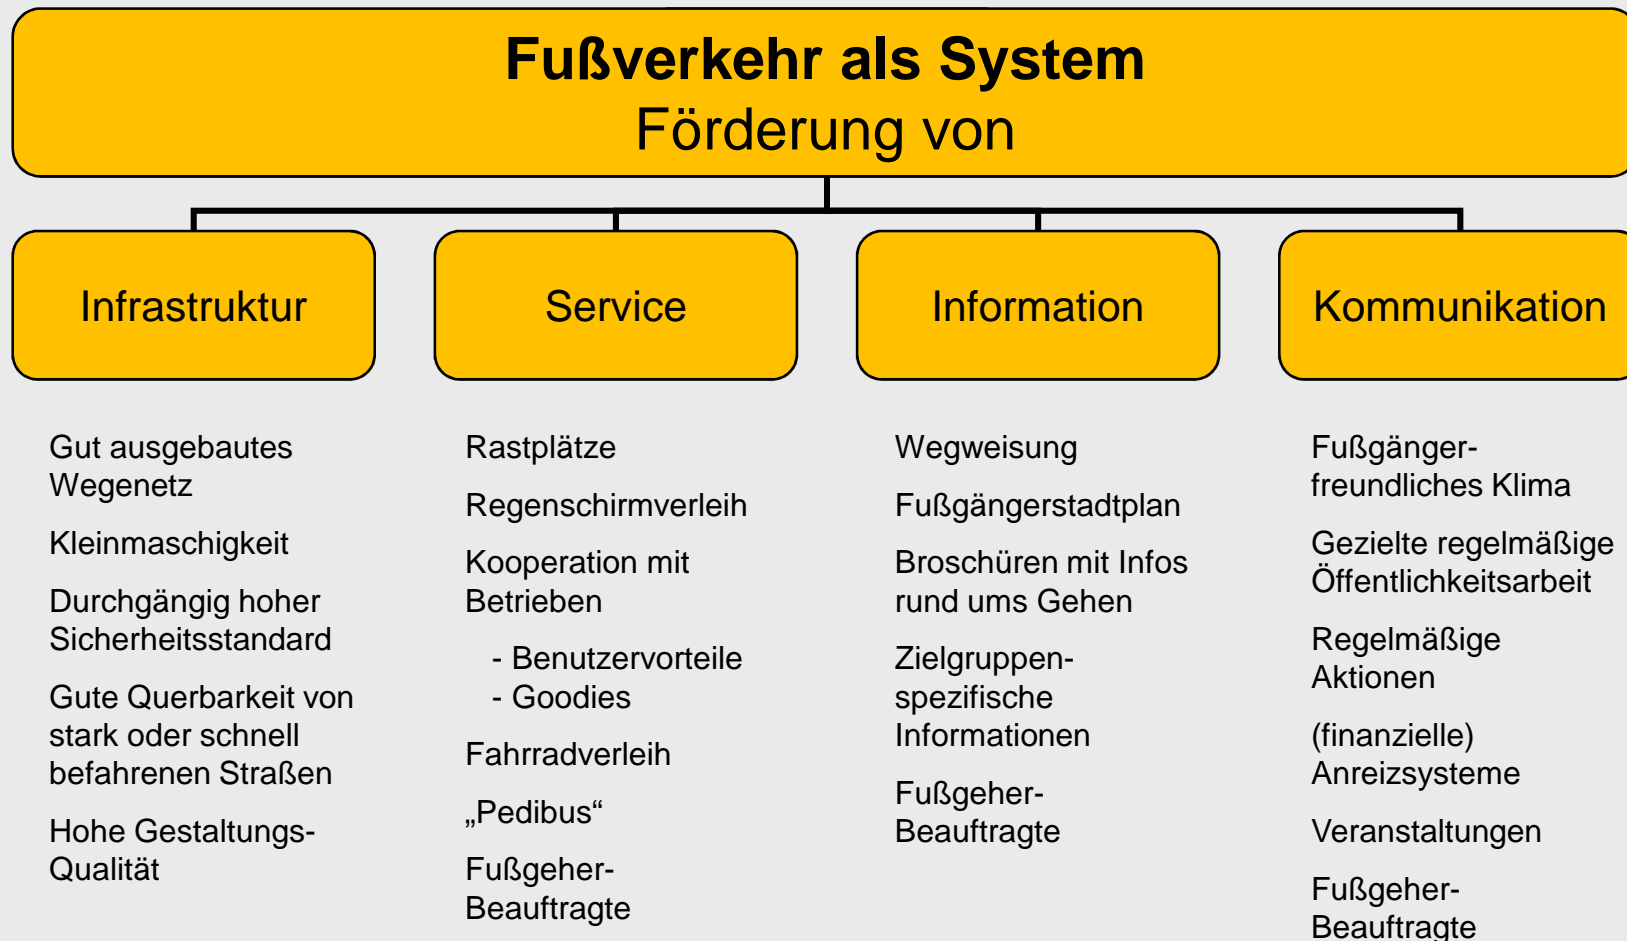 Fußverkehr als System
Förderung von
Infrastruktur
Service
Information
Kommunikation
Gut ausgebautes
Wegenetz
Kleinmaschigkeit
Durchgängig hoher
Sicherheitsstandard
Gute Querbarkeit von
stark oder schnell
befahrenen Straßen
Hohe Gestaltungs-
Qualität
Rastplätze
Regenschirmverleih
Kooperation mit
Betrieben
- Benutzervorteile
- Goodies
Fahrradverleih
„Pedibus“
Fußgeher-
Beauftragte
Wegweisung
Fußgängerstadtplan
Broschüren mit Infos
rund ums Gehen
Zielgruppen-
spezifische
Informationen
Fußgeher-
Beauftragte
Fußgänger-
freundliches Klima
Gezielte regelmäßige
Öffentlichkeitsarbeit
Regelmäßige
Aktionen
(finanzielle)
Anreizsysteme
Veranstaltungen
Fußgeher-
Beauftragte